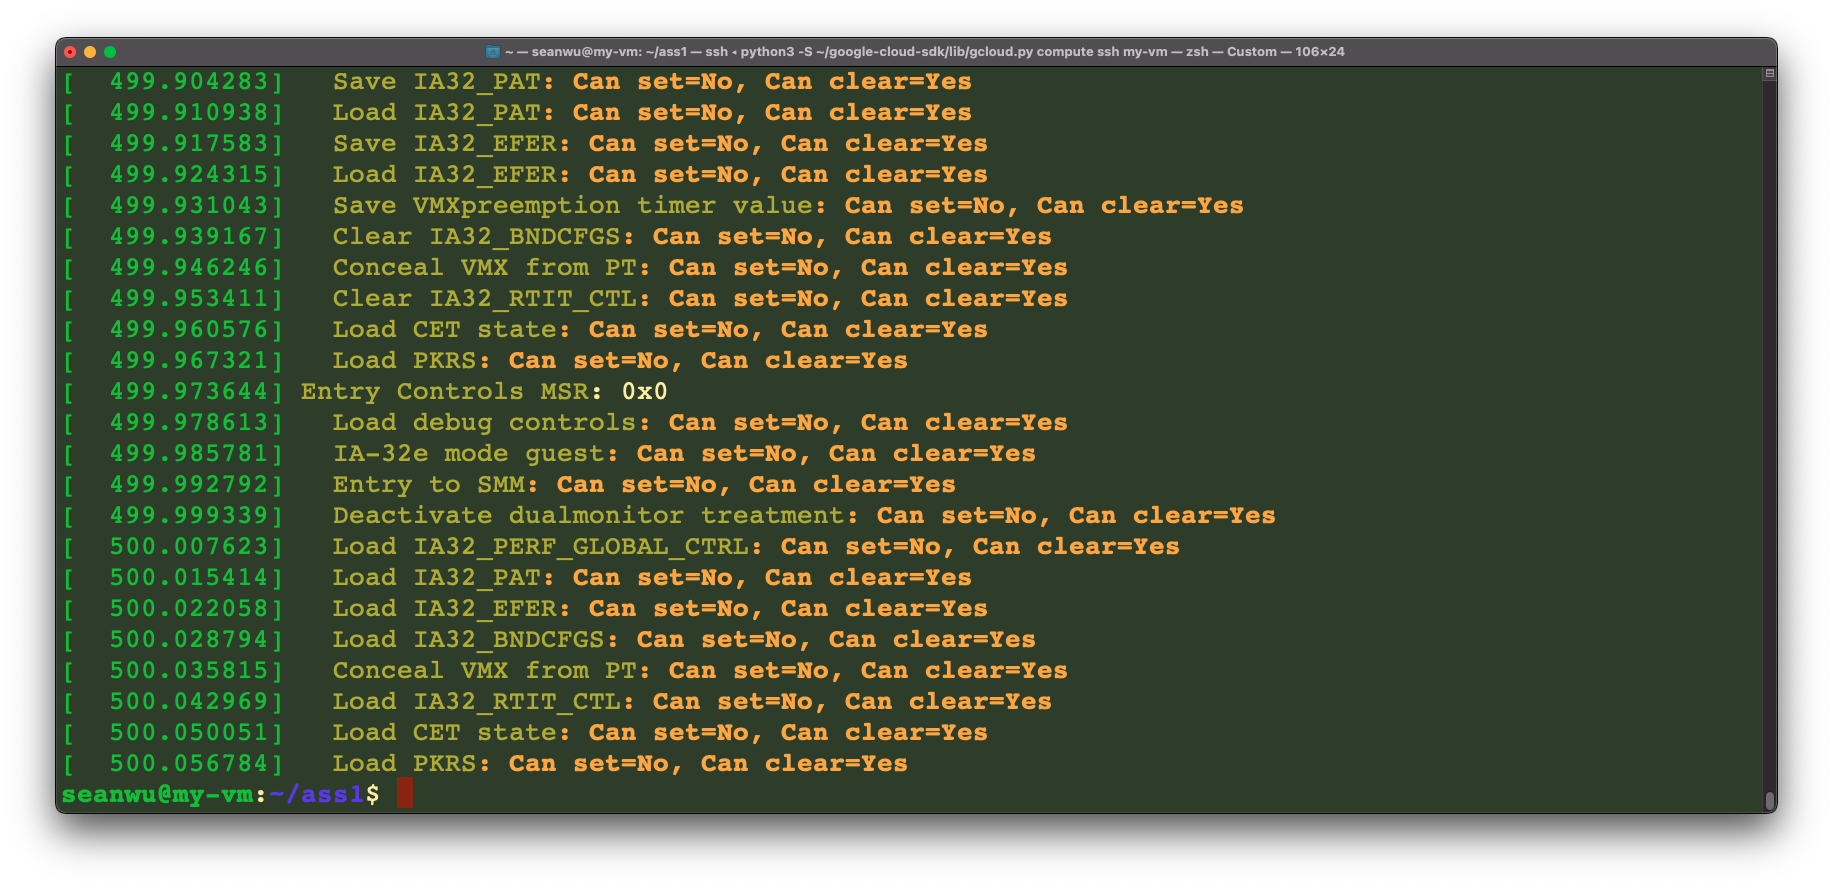 ~ — seanwu@my-vm: ~/ass1 — ssh ◂ python3 -S ~/google-cloud-sdk/lib/gcloud.py compute ssh my-vm — zsh — Custom — 106×24
[  499.904283]   Save IA32_PAT: Can set=No, Can clear=Yes
[  499.910938]   Load IA32_PAT: Can set=No, Can clear=Yes
[  499.917583]   Save IA32_EFER: Can set=No, Can clear=Yes
[  499.924315]   Load IA32_EFER: Can set=No, Can clear=Yes
[  499.931043]   Save VMXpreemption timer value: Can set=No, Can clear=Yes
[  499.939167]   Clear IA32_BNDCFGS: Can set=No, Can clear=Yes
[  499.946246]   Conceal VMX from PT: Can set=No, Can clear=Yes
[  499.953411]   Clear IA32_RTIT_CTL: Can set=No, Can clear=Yes
[  499.960576]   Load CET state: Can set=No, Can clear=Yes
[  499.967321]   Load PKRS: Can set=No, Can clear=Yes
[  499.973644] Entry Controls MSR: 0x0
[  499.978613]   Load debug controls: Can set=No, Can clear=Yes
[  499.985781]   IA-32e mode guest: Can set=No, Can clear=Yes
[  499.992792]   Entry to SMM: Can set=No, Can clear=Yes
[  499.999339]   Deactivate dualmonitor treatment: Can set=No, Can clear=Yes
[  500.007623]   Load IA32_PERF_GLOBAL_CTRL: Can set=No, Can clear=Yes
[  500.015414]   Load IA32_PAT: Can set=No, Can clear=Yes
[  500.022058]   Load IA32_EFER: Can set=No, Can clear=Yes
[  500.028794]   Load IA32_BNDCFGS: Can set=No, Can clear=Yes
[  500.035815]   Conceal VMX from PT: Can set=No, Can clear=Yes
[  500.042969]   Load IA32_RTIT_CTL: Can set=No, Can clear=Yes
[  500.050051]   Load CET state: Can set=No, Can clear=Yes
[  500.056784]   Load PKRS: Can set=No, Can clear=Yes
seanwu@my-vm:~/ass1$